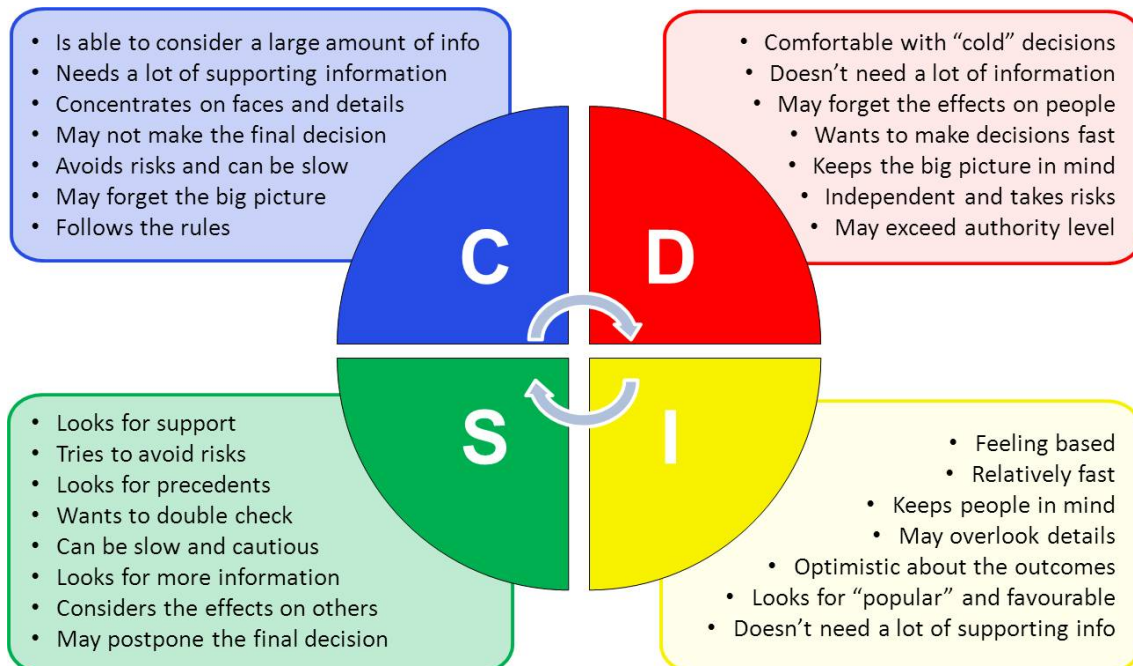 • Is able to consider a large amount of info
• Needs a lot of supporting information
• Concentrates on faces and details
• May not make the final decision
• Avoids risks and can be slow
• May forget the big picture
• Follows the rules
• Comfortable with “cold” decisions
• Doesn’t need a lot of information
• May forget the effects on people
• Wants to make decisions fast
• Keeps the big picture in mind
• Independent and takes risks
• May exceed authority level
C
D
S
I
• Looks for support
• Tries to avoid risks
• Looks for precedents
• Wants to double check
• Can be slow and cautious
• Looks for more information
• Considers the effects on others
• May postpone the final decision
• Feeling based
• Relatively fast
• Keeps people in mind
• May overlook details
• Optimistic about the outcomes
• Looks for “popular” and favourable
• Doesn’t need a lot of supporting info